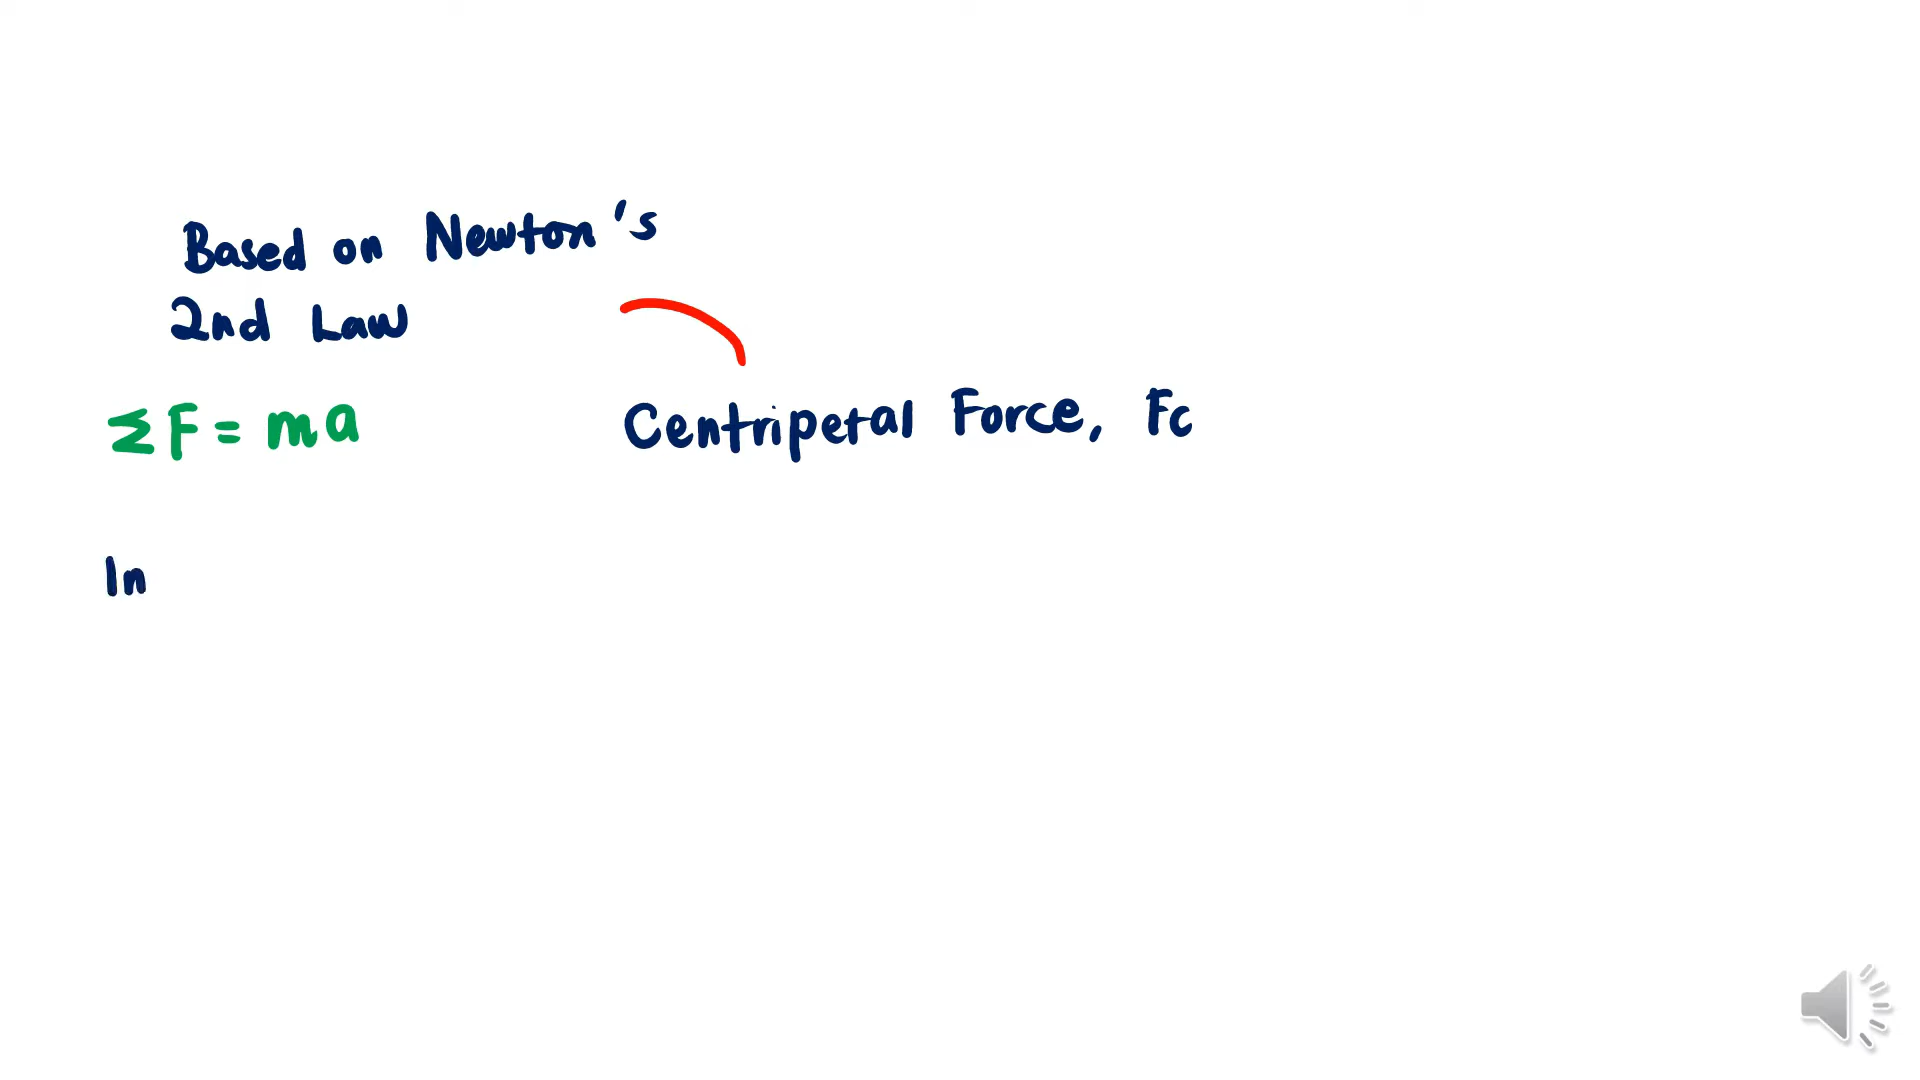 Based on Newton's
2nd Law
ΣF = ma
Centripetal Force, Fc
In